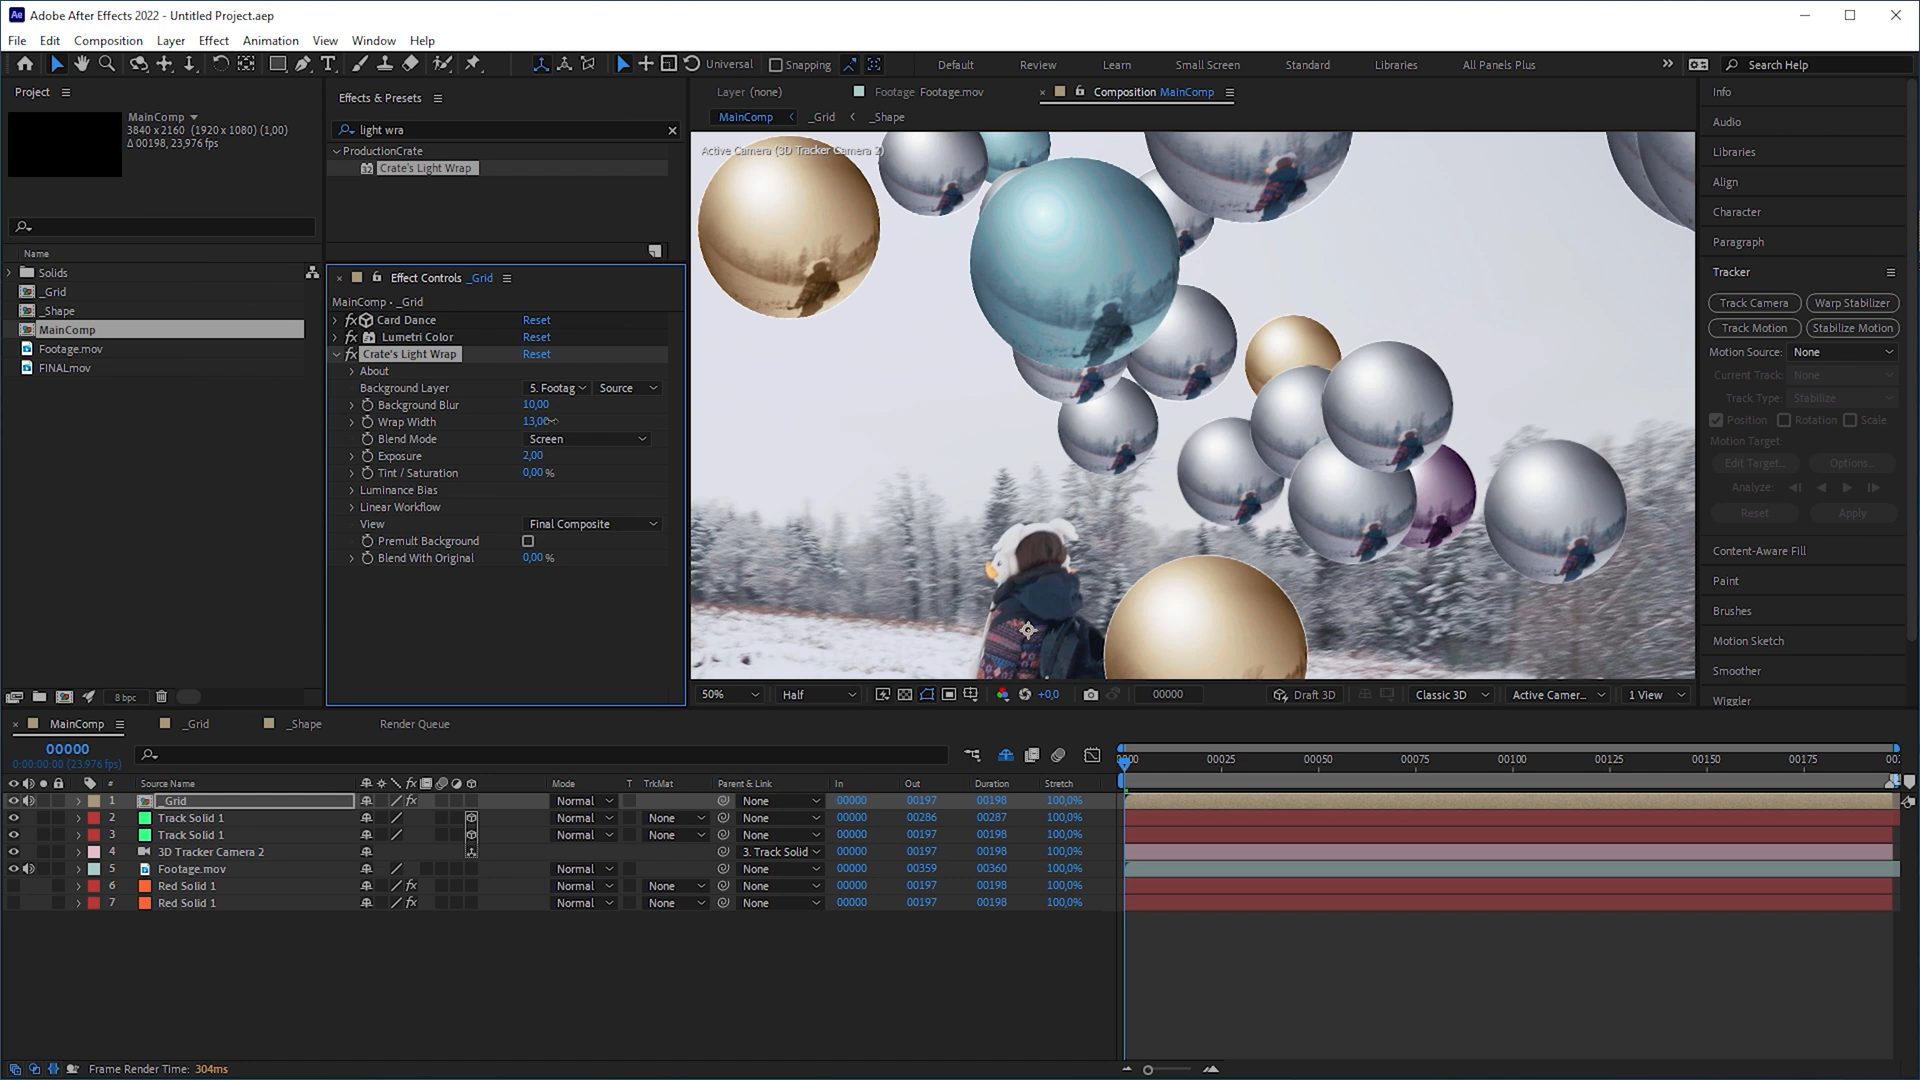 Adobe After Effects 2022 - Untitled Project.aep
File Edit Composition Layer Effect Animation View Window Help
Universal Snapping Default Review Learn Small Screen Standard Libraries All Panels Plus Search Help
Project
MainComp
3840 x 2160 (1920 x 1080) (1,00)
Δ 00198, 23,976 fps
Name
Solids
_Grid
_Shape
MainComp
Footage.mov
FINAL.mov
8 bpc
Effects & Presets
light wra
ProductionCrate
Crate's Light Wrap
Effect Controls _Grid
MainComp · _Grid
Card Dance Reset
Lumetri Color Reset
Crate's Light Wrap Reset
About
Background Layer 5. Footag Source
Background Blur 10,00
Wrap Width 13,00
Blend Mode Screen
Exposure 2,00
Tint / Saturation 0,00 %
Luminance Bias
Linear Workflow
View Final Composite
Premult Background
Blend With Original 0,00 %
Layer (none) Footage Footage.mov Composition MainComp
MainComp _Grid _Shape
Active Camera (3D Tracker Camera 2)
50% Half +0,0 00000 Draft 3D Classic 3D Active Camer... 1 View
Info
Audio
Libraries
Align
Character
Paragraph
Tracker
Track Camera Warp Stabilizer
Track Motion Stabilize Motion
Motion Source: None
Current Track: None
Track Type: Stabilize
Position Rotation Scale
Motion Target:
Edit Target... Options...
Analyze:
Reset Apply
Content-Aware Fill
Paint
Brushes
Motion Sketch
Smoother
Wiggler
MainComp _Grid _Shape Render Queue
00000
0:00:00:00 (23.976 fps)
0000 00025 00050 00075 00100 00125 00150 00175
# Source Name Mode T TrkMat Parent & Link In Out Duration Stretch
1 _Grid Normal None 00000 00197 00198 100,0%
2 Track Solid 1 Normal None None 00000 00286 00287 100,0%
3 Track Solid 1 Normal None None 00000 00197 00198 100,0%
4 3D Tracker Camera 2 3. Track Solid 00000 00197 00198 100,0%
5 Footage.mov Normal None 00000 00359 00360 100,0%
6 Red Solid 1 Normal None None 00000 00197 00198 100,0%
7 Red Solid 1 Normal None None 00000 00197 00198 100,0%
Frame Render Time: 304ms